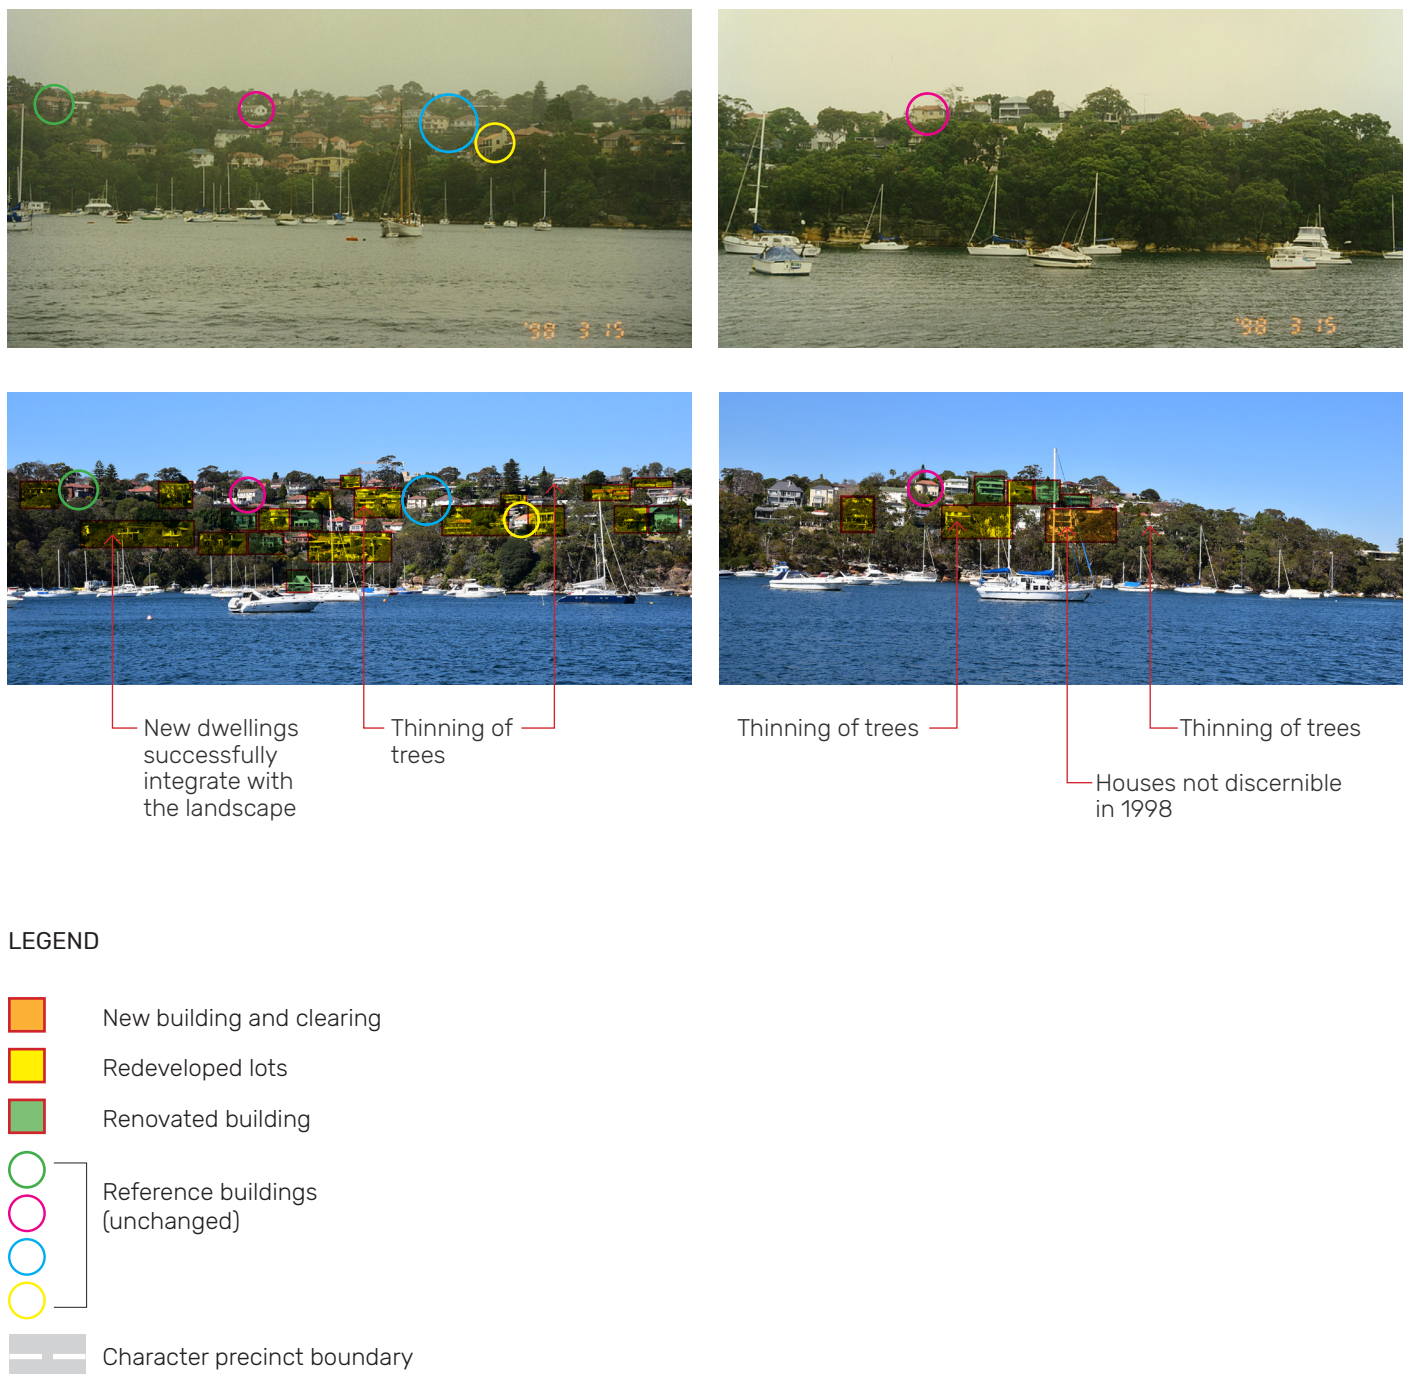 '98 3 15
'98 3 15
New dwellings
successfully
integrate with
the landscape
Thinning of
trees
Thinning of trees
Thinning of trees
Houses not discernible
in 1998
LEGEND
New building and clearing
Redeveloped lots
Renovated building
Reference buildings
(unchanged)
Character precinct boundary